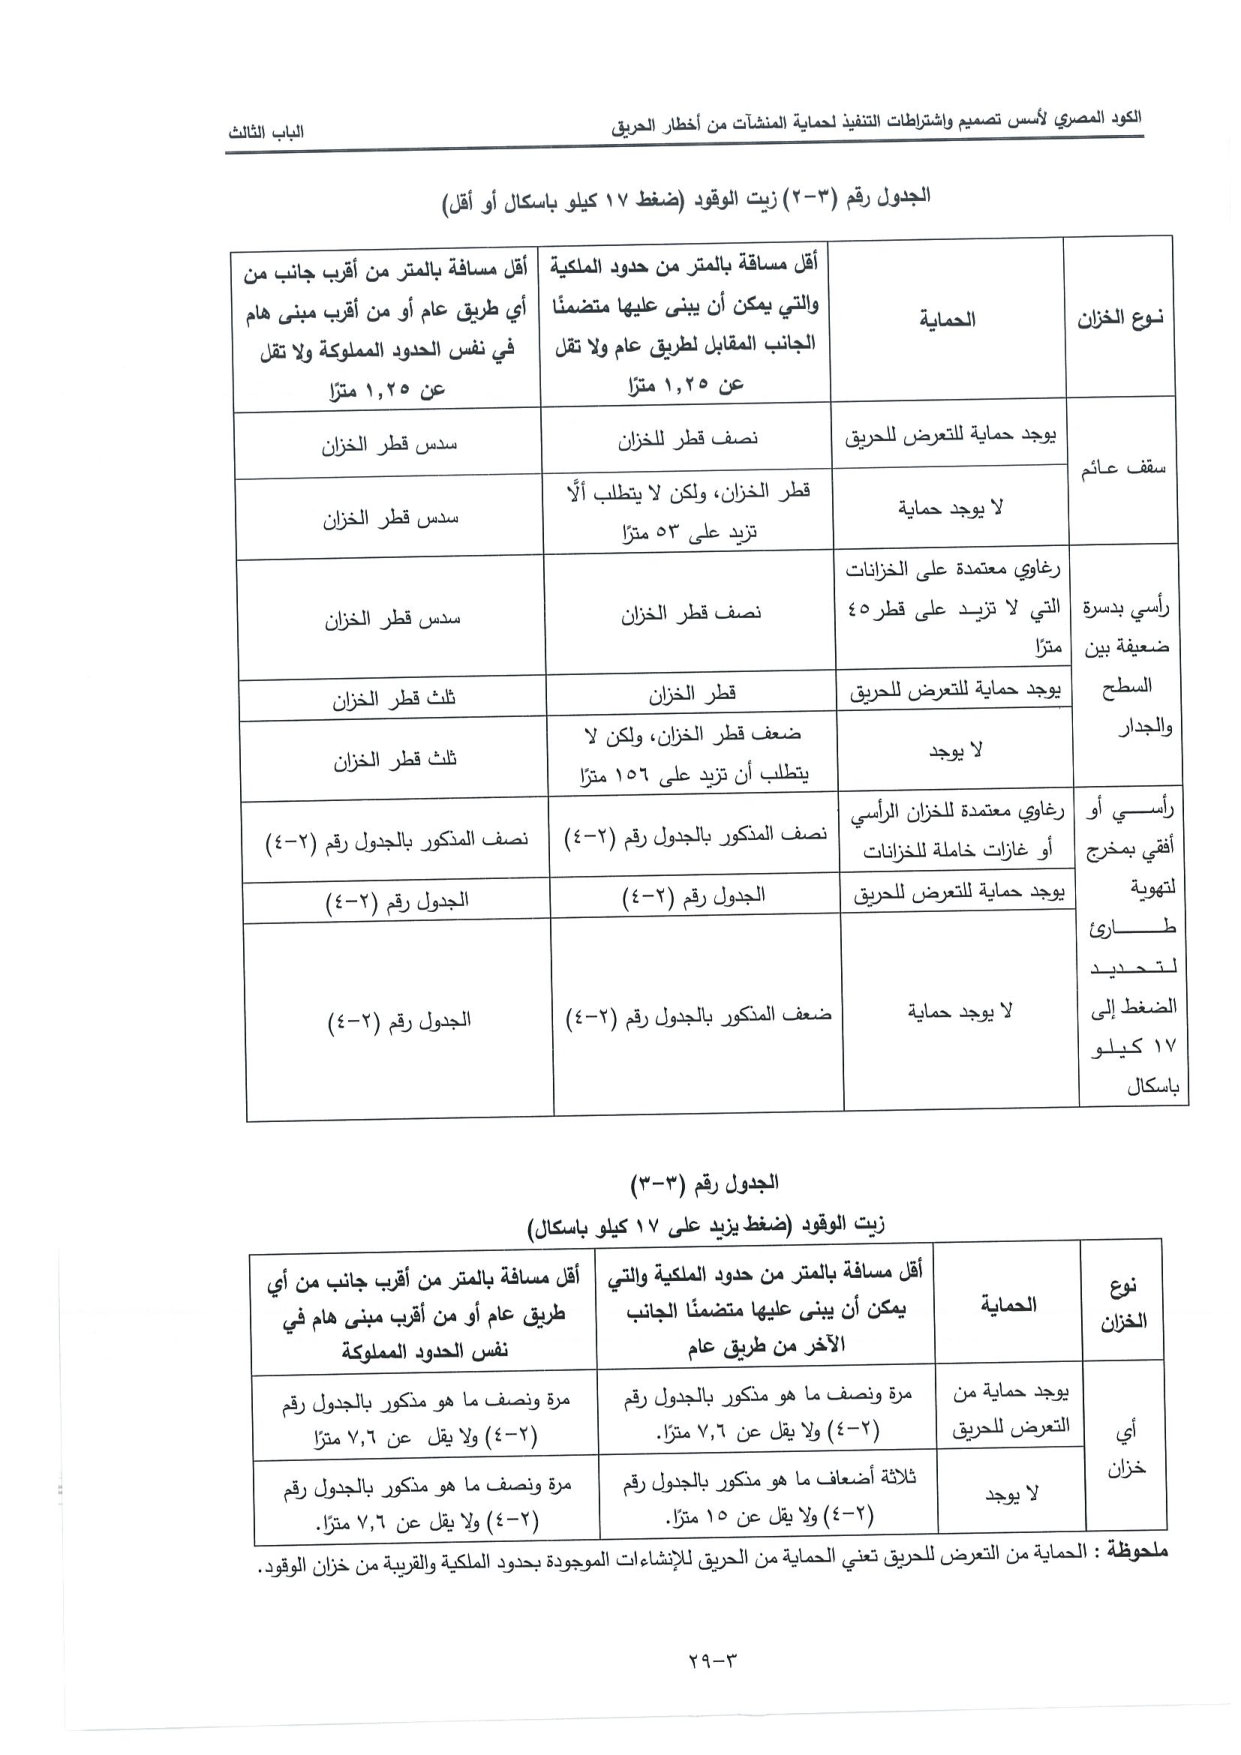 الكود المصري لأسس تصميم واشتراطات التنفيذ لحماية المنشآت من أخطار الحريق
الباب الثالث
الجدول رقم (٣-٢) زيت الوقود (ضغط ١٧ كيلو باسكال أو أقل)
نوع الخزان
الحماية
أقل مساقة بالمتر من حدود الملكية
والتي يمكن أن يبنى عليها متضمنًا
الجانب المقابل لطريق عام ولا تقل
عن ١,٢٥ مترًا
أقل مسافة بالمتر من أقرب جانب من
أي طريق عام أو من أقرب مبنى هام
في نفس الحدود المملوكة ولا تقل
عن ١,٢٥ مترًا
سقف عائم
يوجد حماية للتعرض للحريق
نصف قطر للخزان
سدس قطر الخزان
لا يوجد حماية
قطر الخزان، ولكن لا يتطلب ألَّا
تزيد على ٥٣ مترًا
سدس قطر الخزان
رأسي بدسرة
ضعيفة بين
السطح
والجدار
رغاوي معتمدة على الخزانات
التي لا تزيد على قطر ٤٥
مترًا
نصف قطر الخزان
سدس قطر الخزان
يوجد حماية للتعرض للحريق
قطر الخزان
ثلث قطر الخزان
لا يوجد
ضعف قطر الخزان، ولكن لا
يتطلب أن تزيد على ١٥٦ مترًا
ثلث قطر الخزان
رأسي أو
أفقي بمخرج
لتهوية
طارئ
لتحديد
الضغط إلى
١٧ كيلو
باسكال
رغاوي معتمدة للخزان الرأسي
أو غازات خاملة للخزانات
نصف المذكور بالجدول رقم (٢-٤)
نصف المذكور بالجدول رقم (٢-٤)
يوجد حماية للتعرض للحريق
الجدول رقم (٢-٤)
الجدول رقم (٢-٤)
لا يوجد حماية
ضعف المذكور بالجدول رقم (٢-٤)
الجدول رقم (٢-٤)
الجدول رقم (٣-٣)
زيت الوقود (ضغط يزيد على ١٧ كيلو باسكال)
نوع
الخزان
الحماية
أقل مسافة بالمتر من حدود الملكية والتي
يمكن أن يبنى عليها متضمنًا الجانب
الآخر من طريق عام
أقل مسافة بالمتر من أقرب جانب من أي
طريق عام أو من أقرب مبنى هام في
نفس الحدود المملوكة
أي
خزان
يوجد حماية من
التعرض للحريق
مرة ونصف ما هو مذكور بالجدول رقم
(٢-٤) ولا يقل عن ٧,٦ مترًا.
مرة ونصف ما هو مذكور بالجدول رقم
(٢-٤) ولا يقل عن ٧,٦ مترًا
لا يوجد
ثلاثة أضعاف ما هو مذكور بالجدول رقم
(٢-٤) ولا يقل عن ١٥ مترًا.
مرة ونصف ما هو مذكور بالجدول رقم
(٢-٤) ولا يقل عن ٧,٦ مترًا.
ملحوظة : الحماية من التعرض للحريق تعني الحماية من الحريق للإنشاءات الموجودة بحدود الملكية والقريبة من خزان الوقود.
٣-٢٩